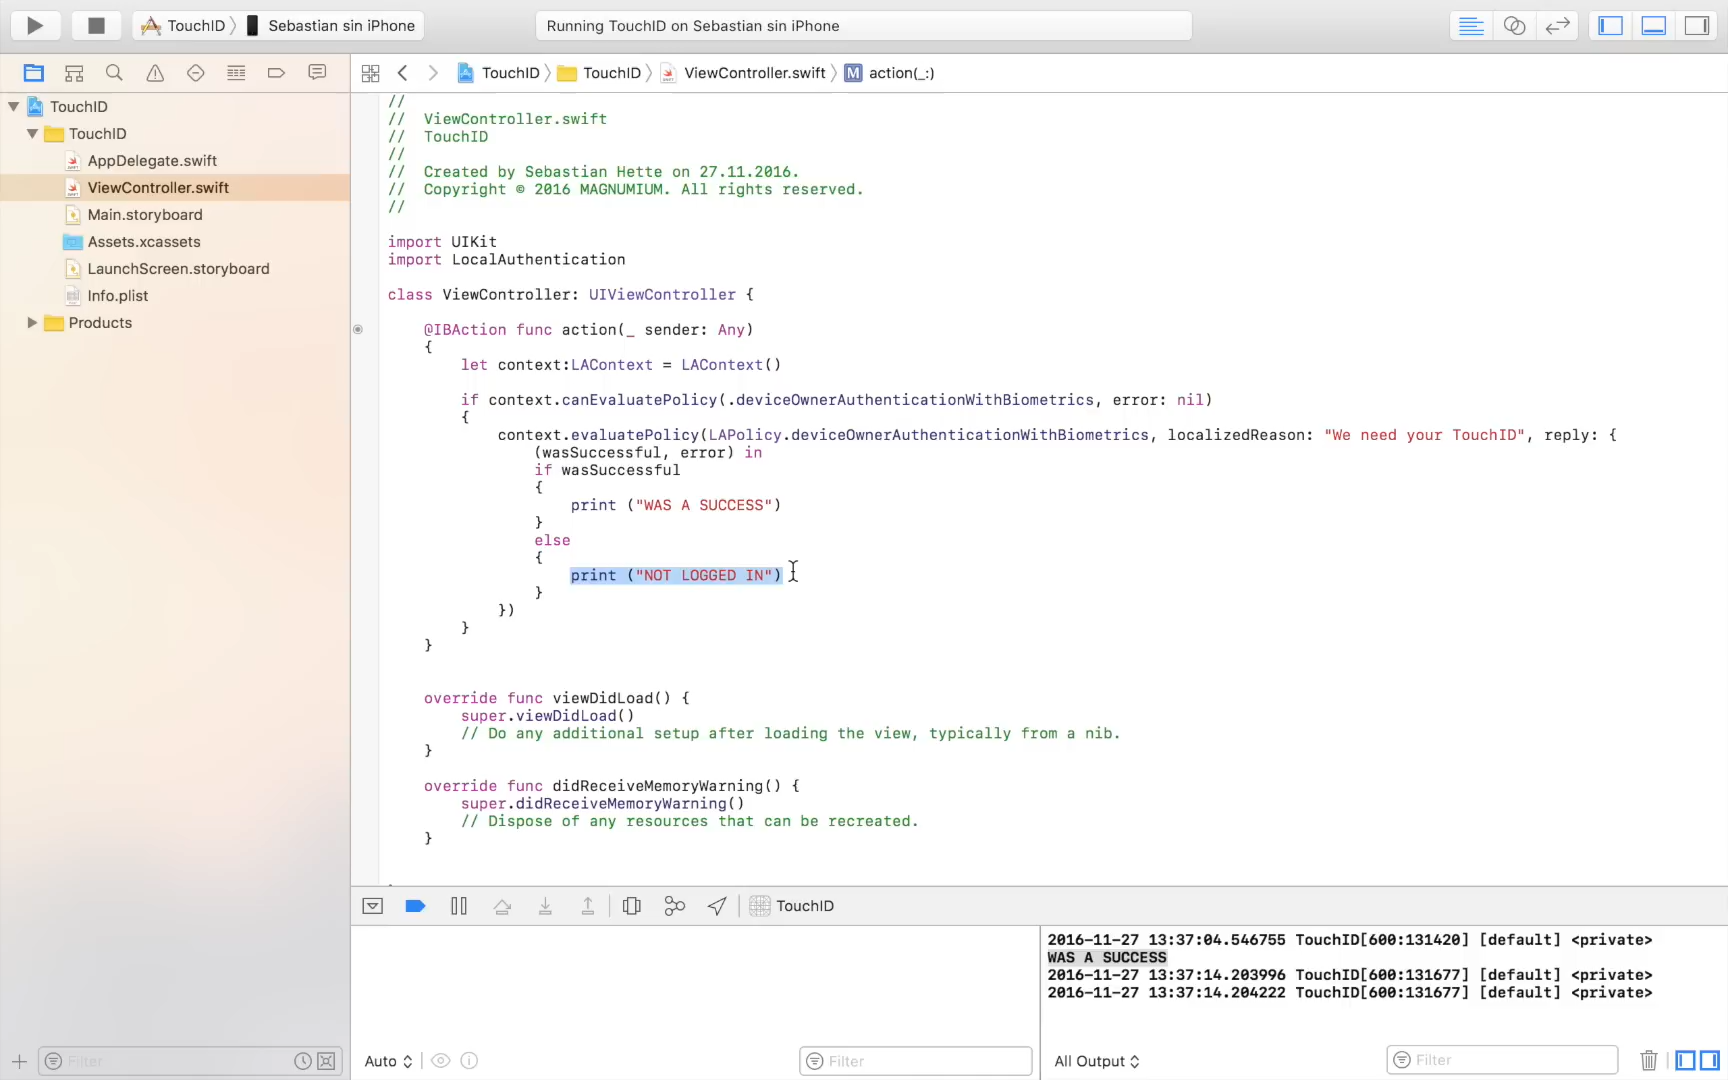 TouchID
Sebastian sin iPhone
Running TouchID on Sebastian sin iPhone
TouchID
TouchID
ViewController.swift
M
action(_:)
TouchID
TouchID
AppDelegate.swift
ViewController.swift
Main.storyboard
Assets.xcassets
LaunchScreen.storyboard
Info.plist
Products
//
//  ViewController.swift
//  TouchID
//
//  Created by Sebastian Hette on 27.11.2016.
//  Copyright © 2016 MAGNUMIUM. All rights reserved.
//
import UIKit
import LocalAuthentication
class ViewController: UIViewController {
@IBAction func action(_ sender: Any)
{
let context:LAContext = LAContext()
if context.canEvaluatePolicy(.deviceOwnerAuthenticationWithBiometrics, error: nil)
{
context.evaluatePolicy(LAPolicy.deviceOwnerAuthenticationWithBiometrics, localizedReason: "We need your TouchID", reply: {
(wasSuccessful, error) in
if wasSuccessful
{
print ("WAS A SUCCESS")
}
else
{
print ("NOT LOGGED IN")
}
})
}
}
override func viewDidLoad() {
super.viewDidLoad()
// Do any additional setup after loading the view, typically from a nib.
}
override func didReceiveMemoryWarning() {
super.didReceiveMemoryWarning()
// Dispose of any resources that can be recreated.
}
TouchID
2016-11-27 13:37:04.546755 TouchID[600:131420] [default] <private>
WAS A SUCCESS
2016-11-27 13:37:14.203996 TouchID[600:131677] [default] <private>
2016-11-27 13:37:14.204222 TouchID[600:131677] [default] <private>
Filter
Auto
Filter
All Output
Filter